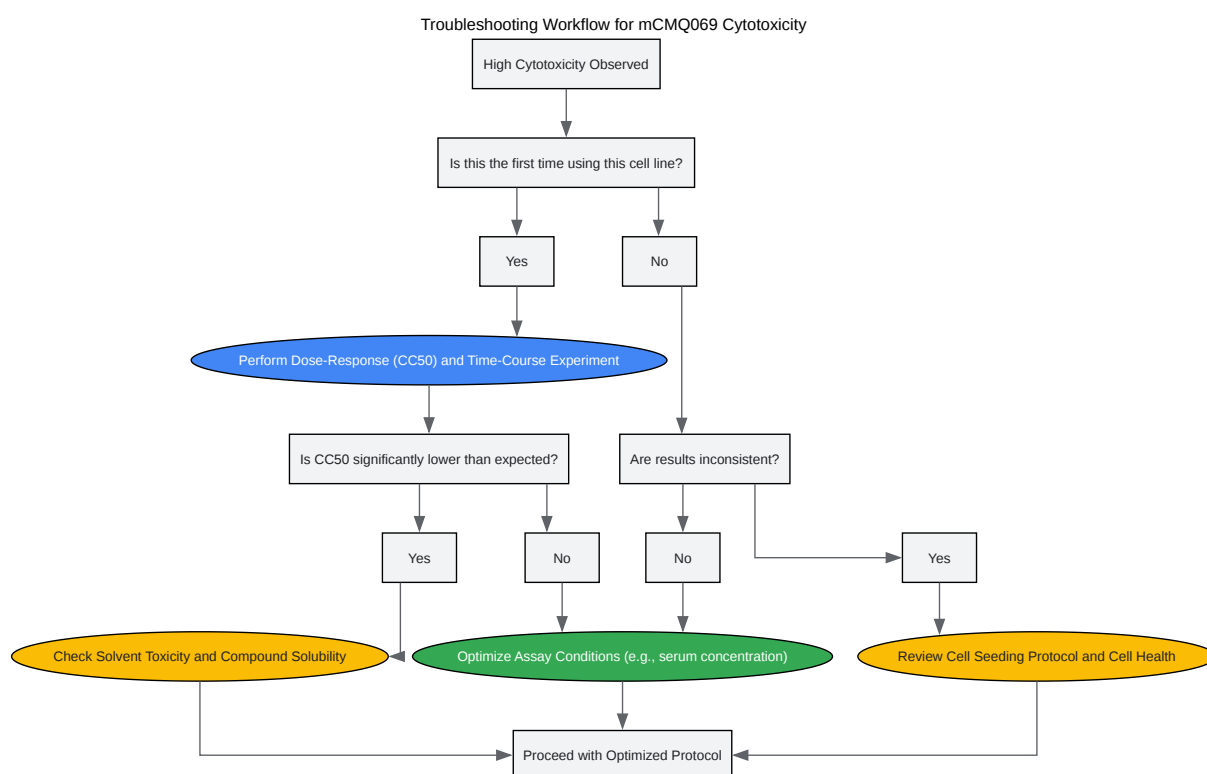 Troubleshooting Workflow for mCMQ069 Cytotoxicity
High Cytotoxicity Observed
Is this the first time using this cell line?
Yes
No
Perform Dose-Response (CC50) and Time-Course Experiment
Is CC50 significantly lower than expected?
Are results inconsistent?
Yes
No
No
Yes
Check Solvent Toxicity and Compound Solubility
Optimize Assay Conditions (e.g., serum concentration)
Review Cell Seeding Protocol and Cell Health
Proceed with Optimized Protocol